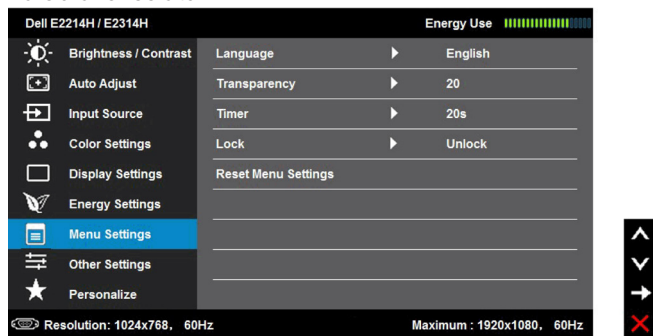 Dell E2214H / E2314H Energy Use
Brightness / Contrast
Auto Adjust
Input Source
Color Settings
Display Settings
Energy Settings
Menu Settings
Other Settings
Personalize
Language English
Transparency 20
Timer 20s
Lock Unlock
Reset Menu Settings
Resolution: 1024x768, 60Hz Maximum : 1920x1080, 60Hz